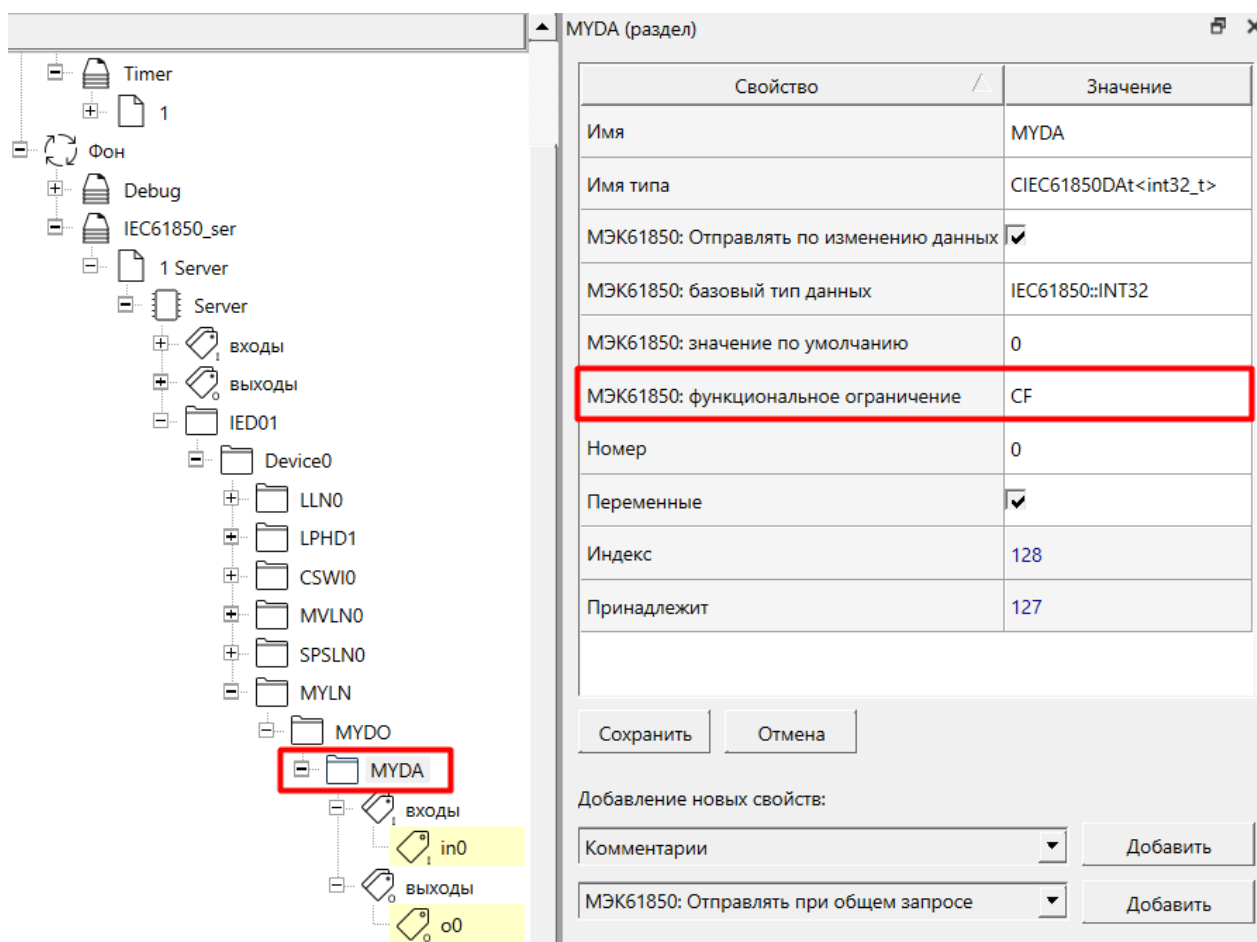 Timer
1
Фон
Debug
IEC61850_ser
1 Server
Server
входы
выходы
IED01
Device0
LLN0
LPHD1
CSWI0
MVLN0
SPSLN0
MYLN
MYDO
MYDA
входы
in0
выходы
o0
MYDA (раздел)
Свойство Значение
Имя MYDA
Имя типа CIEC61850DAt<int32_t>
МЭК61850: Отправлять по изменению данных
МЭК61850: базовый тип данных IEC61850::INT32
МЭК61850: значение по умолчанию 0
МЭК61850: функциональное ограничение CF
Номер 0
Переменные
Индекс 128
Принадлежит 127
Сохранить Отмена
Добавление новых свойств:
Комментарии Добавить
МЭК61850: Отправлять при общем запросе Добавить